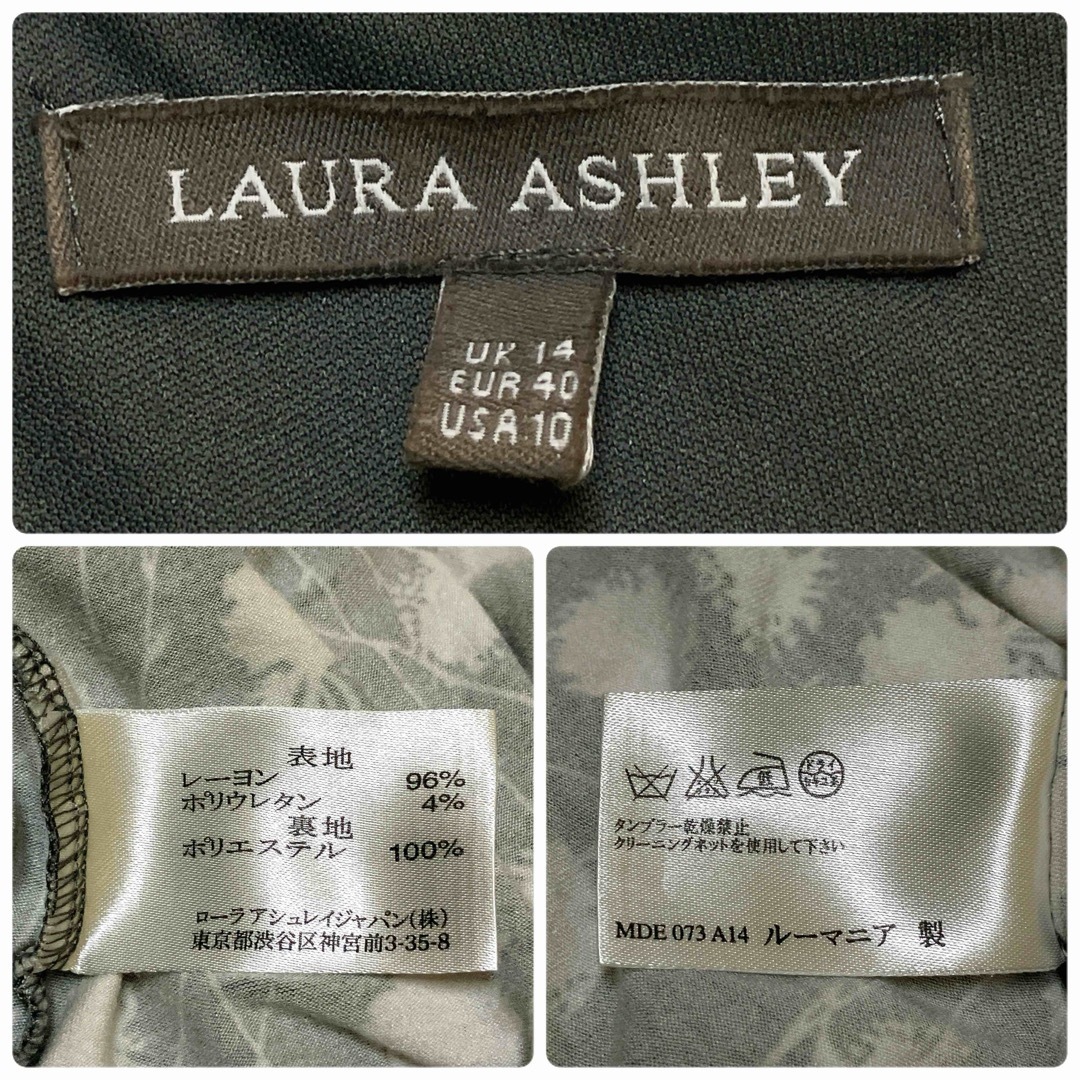 LAURA ASHLEY
UK 14
EUR 40
USA 10
表地
レーヨン 96%
ポリウレタン 4%
裏地
ポリエステル 100%
ローラアシュレイジャパン(株)
東京都渋谷区神宮前3-35-8
低 ドライ
タンブラー乾燥禁止
クリーニングネットを使用して下さい
MDE 073 A14 ルーマニア 製